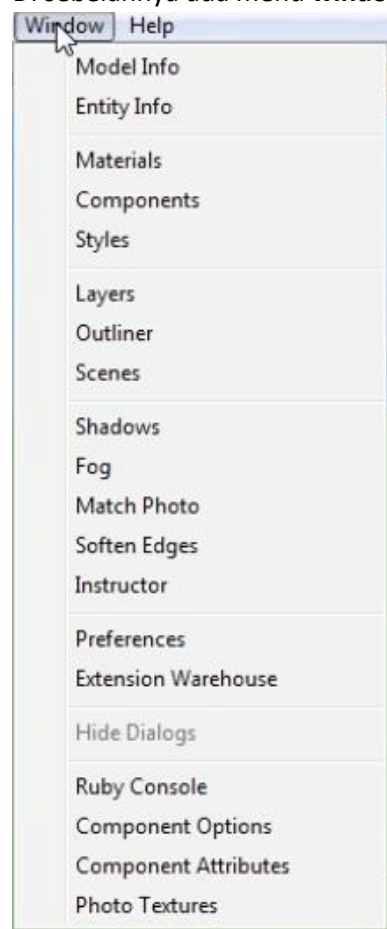 Window Help
Model Info
Entity Info
Materials
Components
Styles
Layers
Outliner
Scenes
Shadows
Fog
Match Photo
Soften Edges
Instructor
Preferences
Extension Warehouse
Hide Dialogs
Ruby Console
Component Options
Component Attributes
Photo Textures